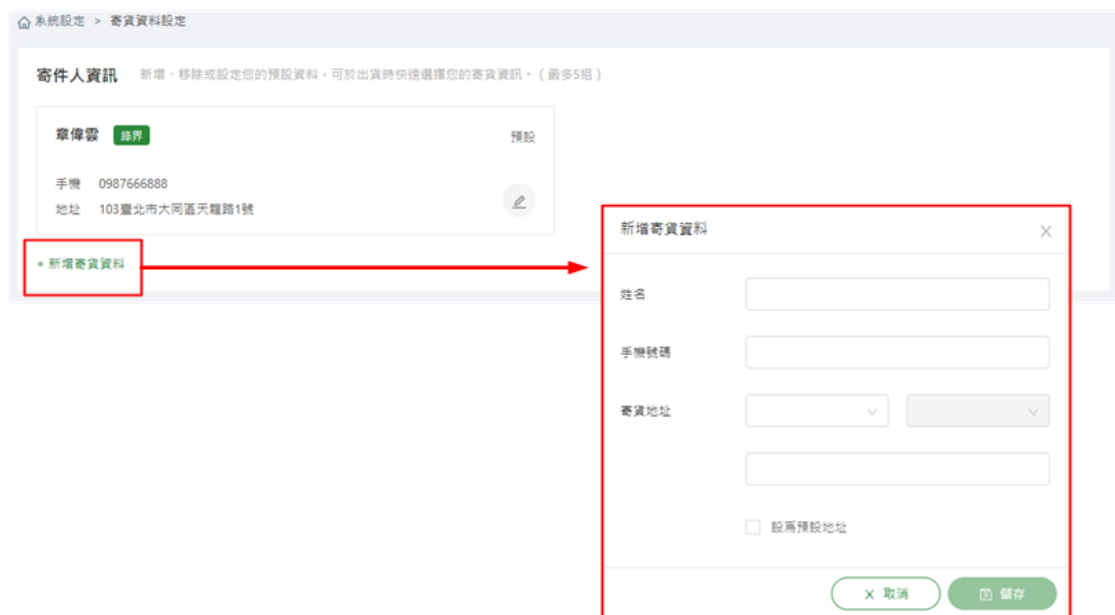 系統設定 > 寄貨資料設定
寄件人資訊 新增、移除或設定您的預設資料，可於出貨時快速選擇您的寄貨資訊。（最多5組）
章偉雲 綠界 預設
手機 0987666888
地址 103臺北市大同區天龍路1號
+ 新增寄貨資料
新增寄貨資料
姓名
手機號碼
寄貨地址
設為預設地址
X 取消 儲存